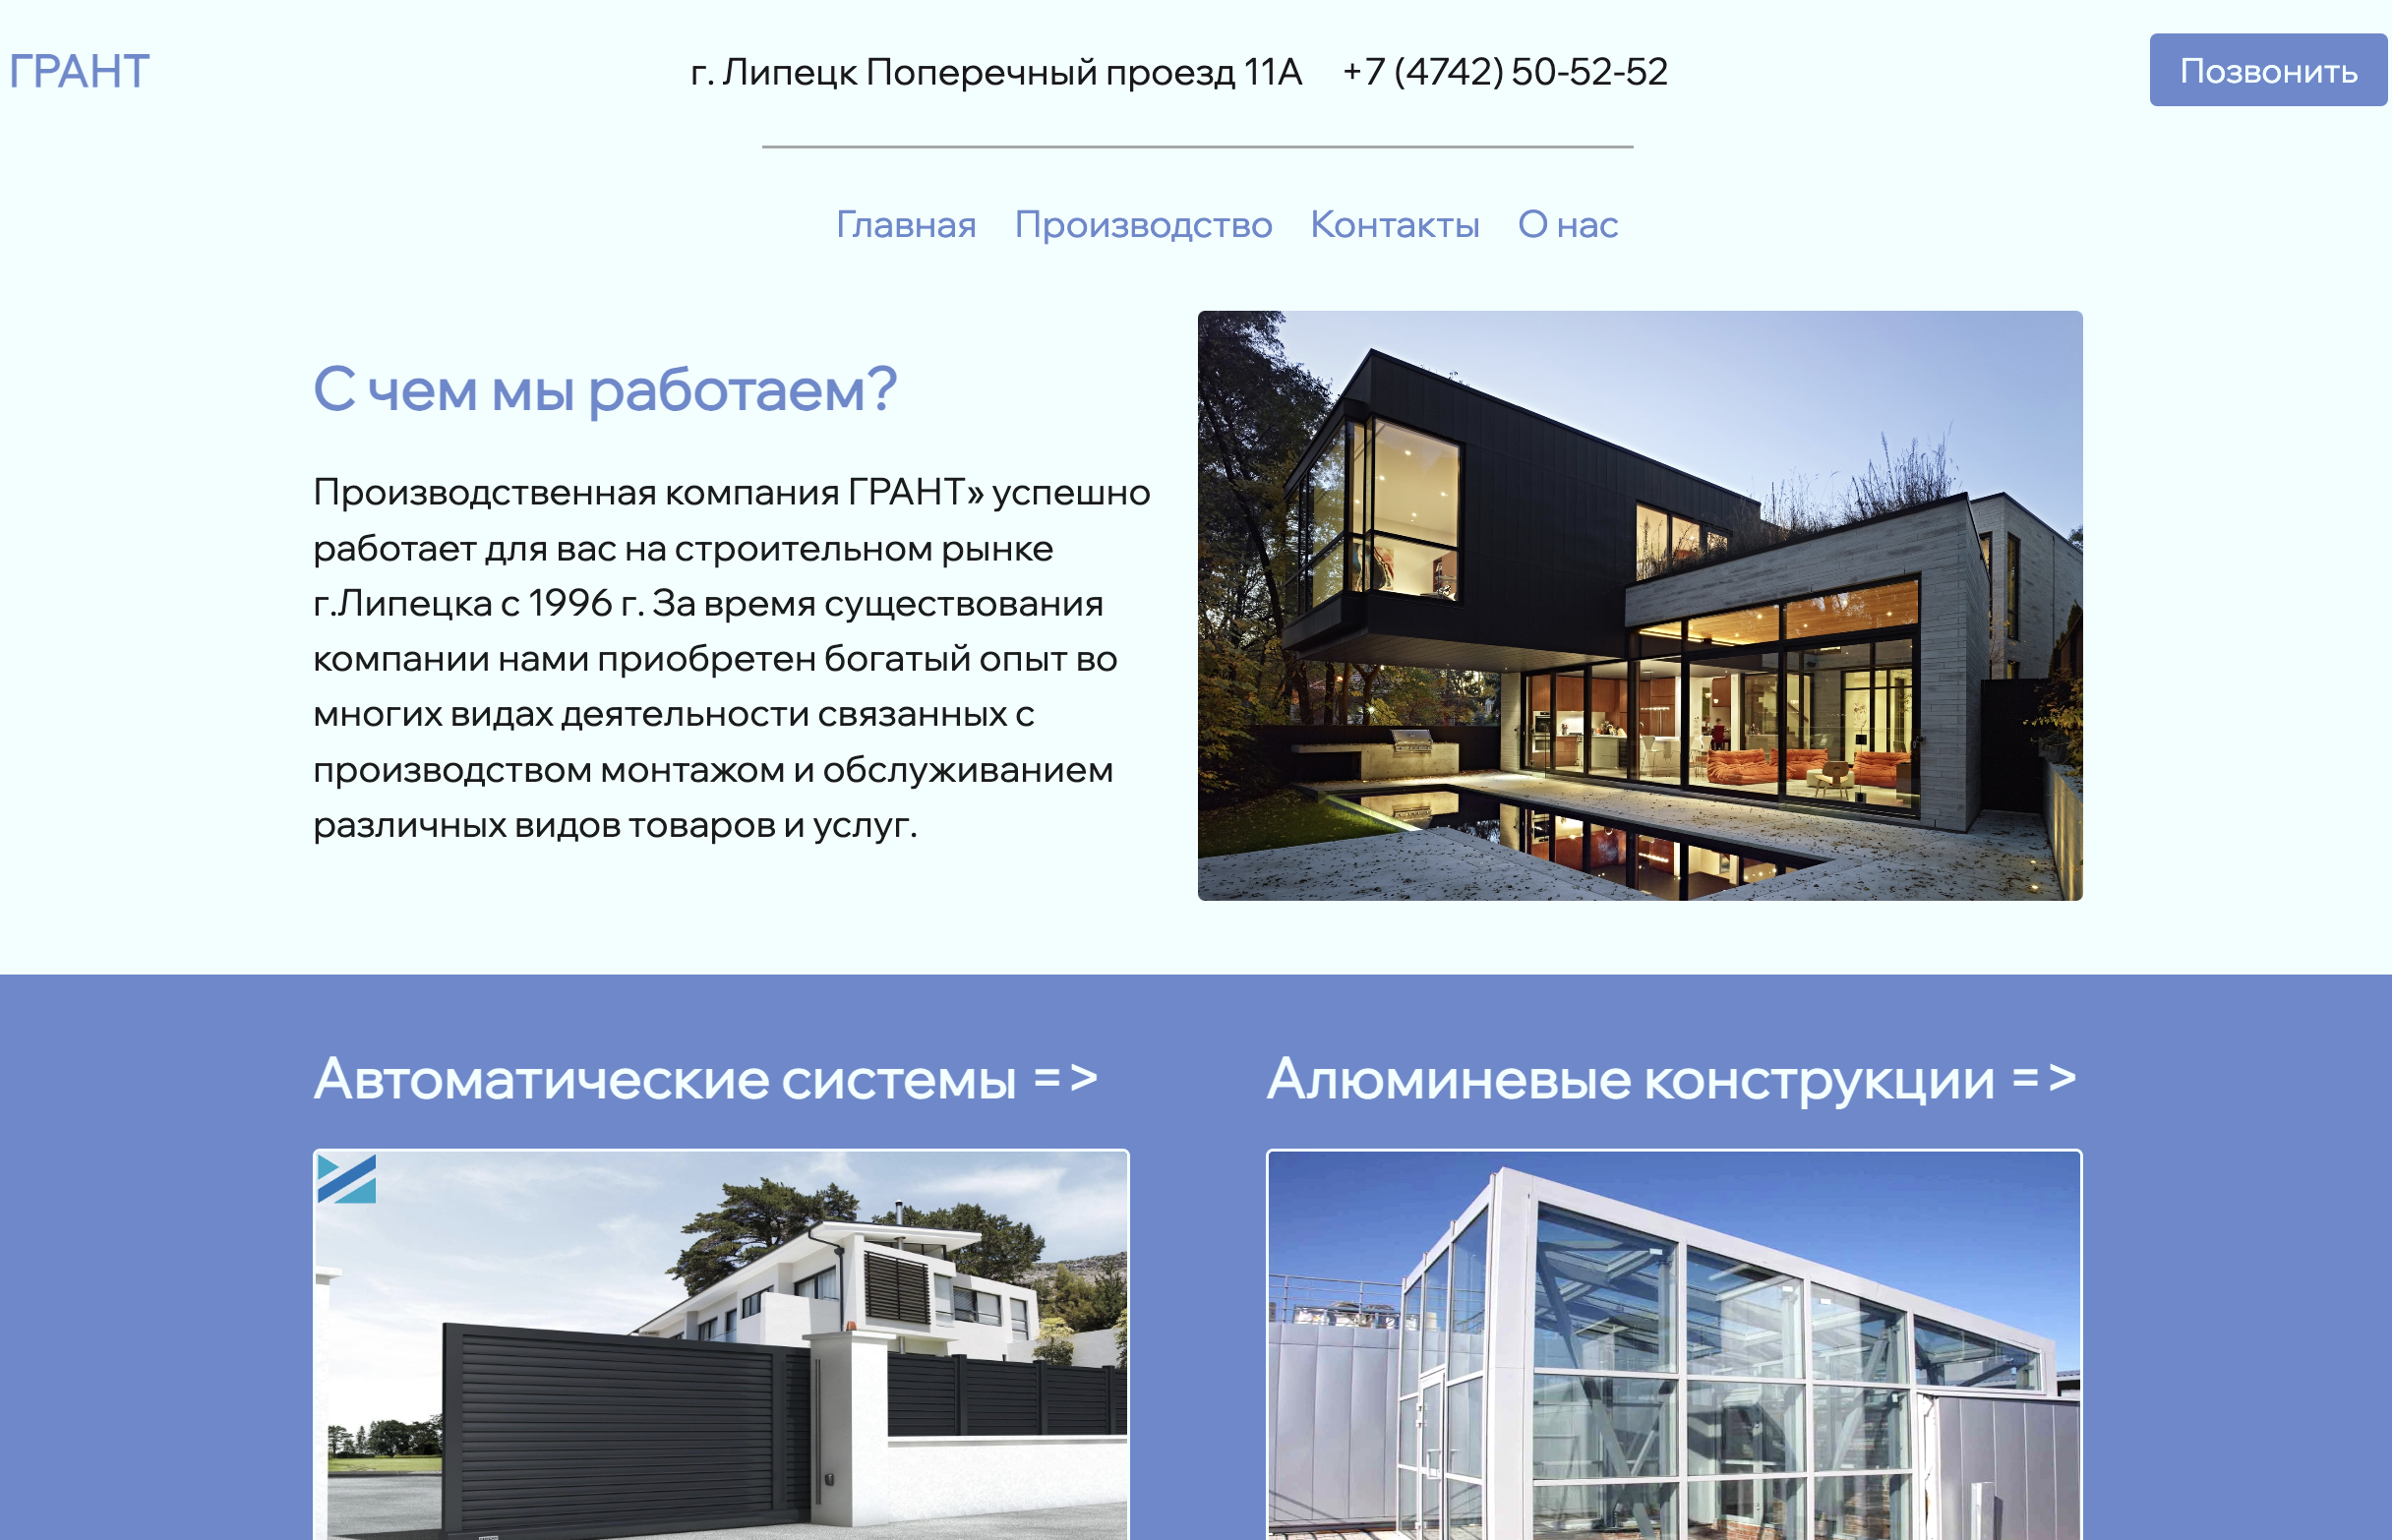 ГРАНТ
г. Липецк Поперечный проезд 11А +7 (4742) 50-52-52
Позвонить
Главная Производство Контакты О нас
С чем мы работаем?
Производственная компания ГРАНТ» успешно
работает для вас на строительном рынке
г.Липецка с 1996 г. За время существования
компании нами приобретен богатый опыт во
многих видах деятельности связанных с
производством монтажом и обслуживанием
различных видов товаров и услуг.
Автоматические системы =>
Алюминевые конструкции =>